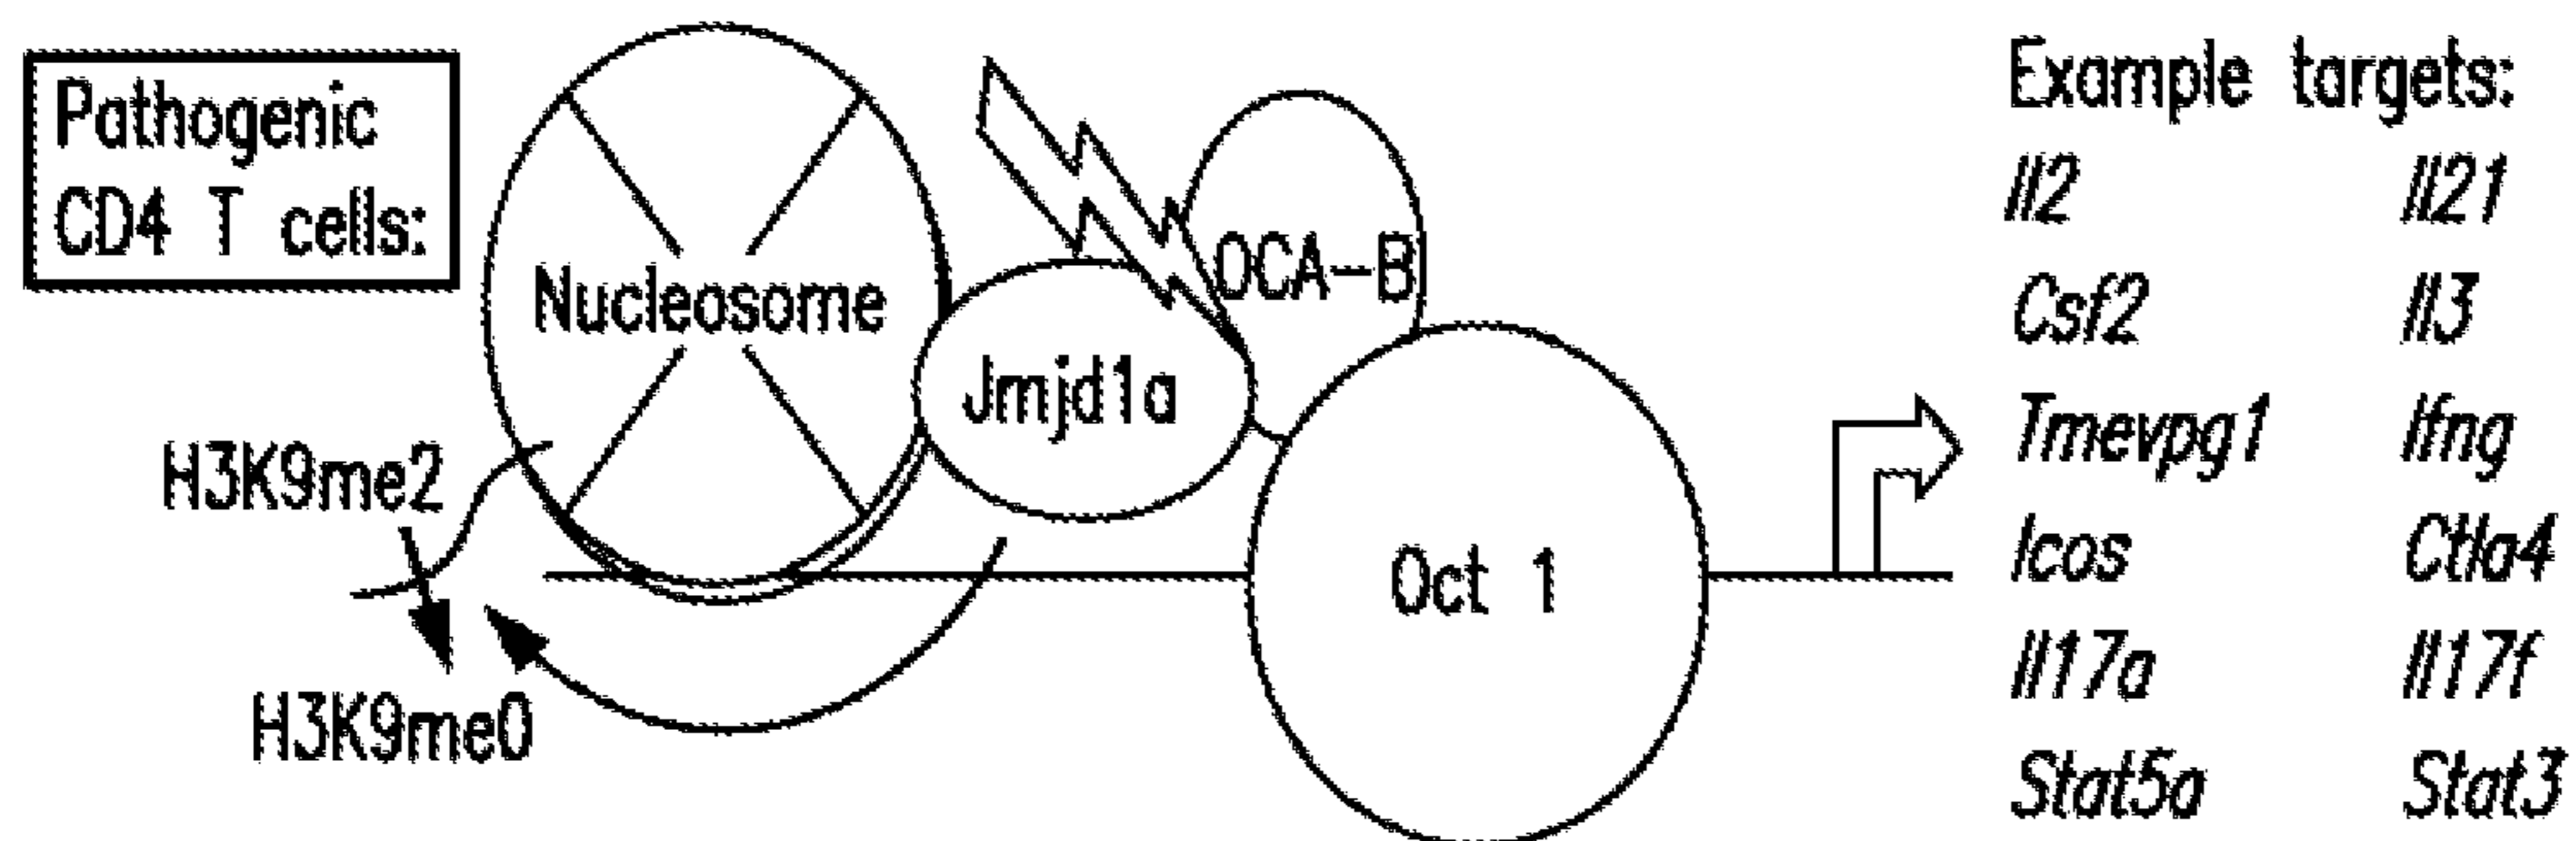 Pathogenic
CD4 T cells:
Nucleosome
OCA-B
Jmjd1a
H3K9me2
H3K9me0
Oct 1
Example targets:
Il2 Il21
Csf2 Il3
Tmevpg1 Ifng
Icos Ctla4
Il17a Il17f
Stat5a Stat3